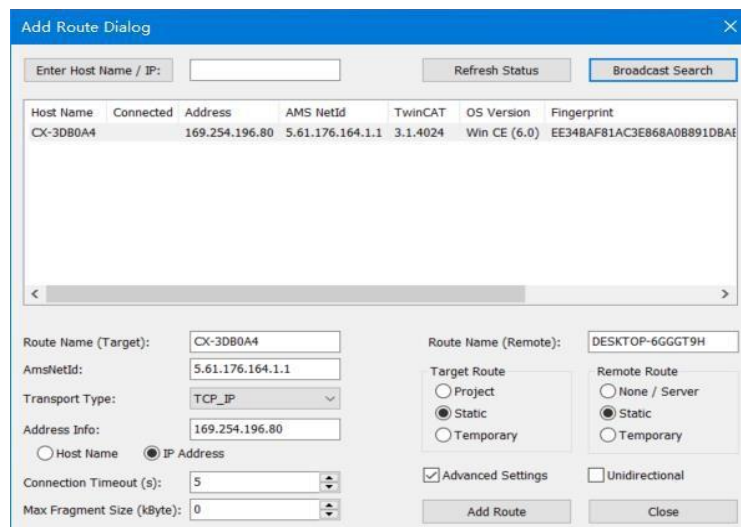 Add Route Dialog
Enter Host Name / IP: Refresh Status Broadcast Search
Host Name Connected Address AMS NetId TwinCAT OS Version Fingerprint
CX-3DB0A4 169.254.196.80 5.61.176.164.1.1 3.1.4024 Win CE (6.0) EE34BAF81AC3E868A0B891DBAE
Route Name (Target): CX-3DB0A4 Route Name (Remote): DESKTOP-6GGGT9H
AmsNetId: 5.61.176.164.1.1 Target Route Remote Route
Project None / Server
Transport Type: TCP_IP
Static Static
Address Info: 169.254.196.80
Temporary Temporary
Host Name IP Address
Advanced Settings Unidirectional
Connection Timeout (s): 5
Max Fragment Size (kByte): 0 Add Route Close